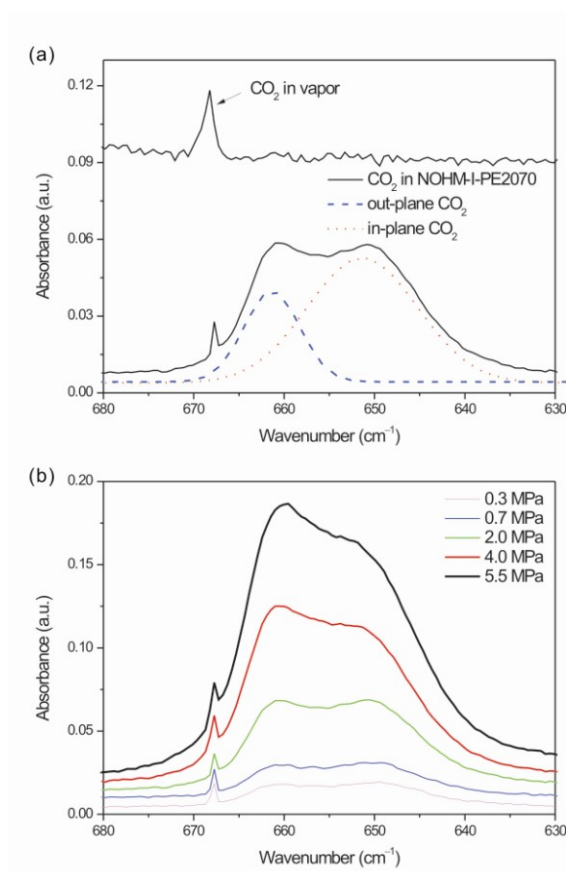 (a)
0.12
0.09
0.06
0.03
0.00
Absorbance (a.u.)
CO₂ in vapor
CO₂ in NOHM-I-PE2070
out-plane CO₂
in-plane CO₂
680 670 660 650 640 630
Wavenumber (cm⁻¹)
(b)
0.20
0.15
0.10
0.05
0.00
Absorbance (a.u.)
0.3 MPa
0.7 MPa
2.0 MPa
4.0 MPa
5.5 MPa
680 670 660 650 640 630
Wavenumber (cm⁻¹)